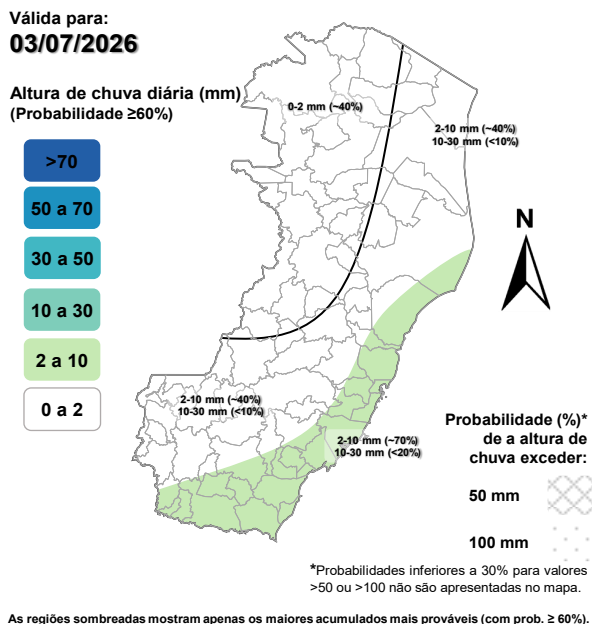 Válida para:
03/07/2026
Altura de chuva diária (mm)
(Probabilidade ≥60%)
>70
50 a 70
30 a 50
10 a 30
2 a 10
0 a 2
0-2 mm (~40%)
2-10 mm (~40%)
10-30 mm (<10%)
N
2-10 mm (~40%)
10-30 mm (<10%)
2-10 mm (~70%)
10-30 mm (<20%)
Probabilidade (%)*
de a altura de
chuva exceder:
50 mm
100 mm
*Probabilidades inferiores a 30% para valores
>50 ou >100 não são apresentadas no mapa.
As regiões sombreadas mostram apenas os maiores acumulados mais prováveis (com prob. ≥ 60%).